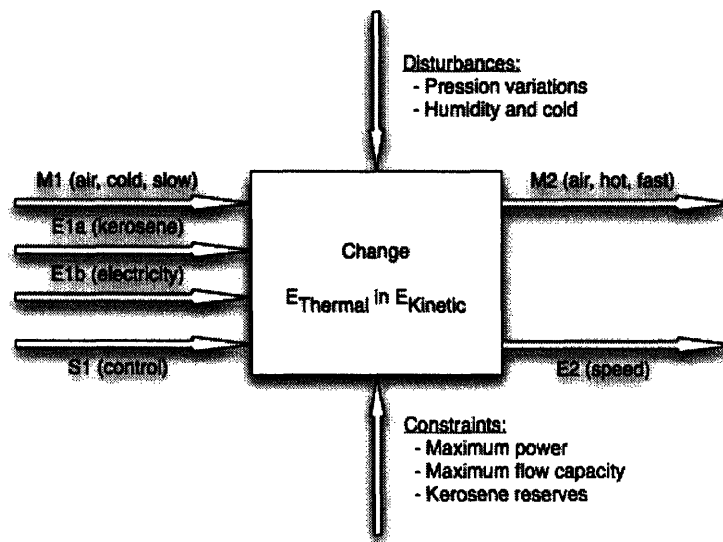 Disturbances:
- Pression variations
- Humidity and cold
M1 (air, cold, slow)
M2 (air, hot, fast)
E1a (kerosene)
Change
E1b (electricity)
EThermal in EKinetic
S1 (control)
E2 (speed)
Constraints:
- Maximum power
- Maximum flow capacity
- Kerosene reserves